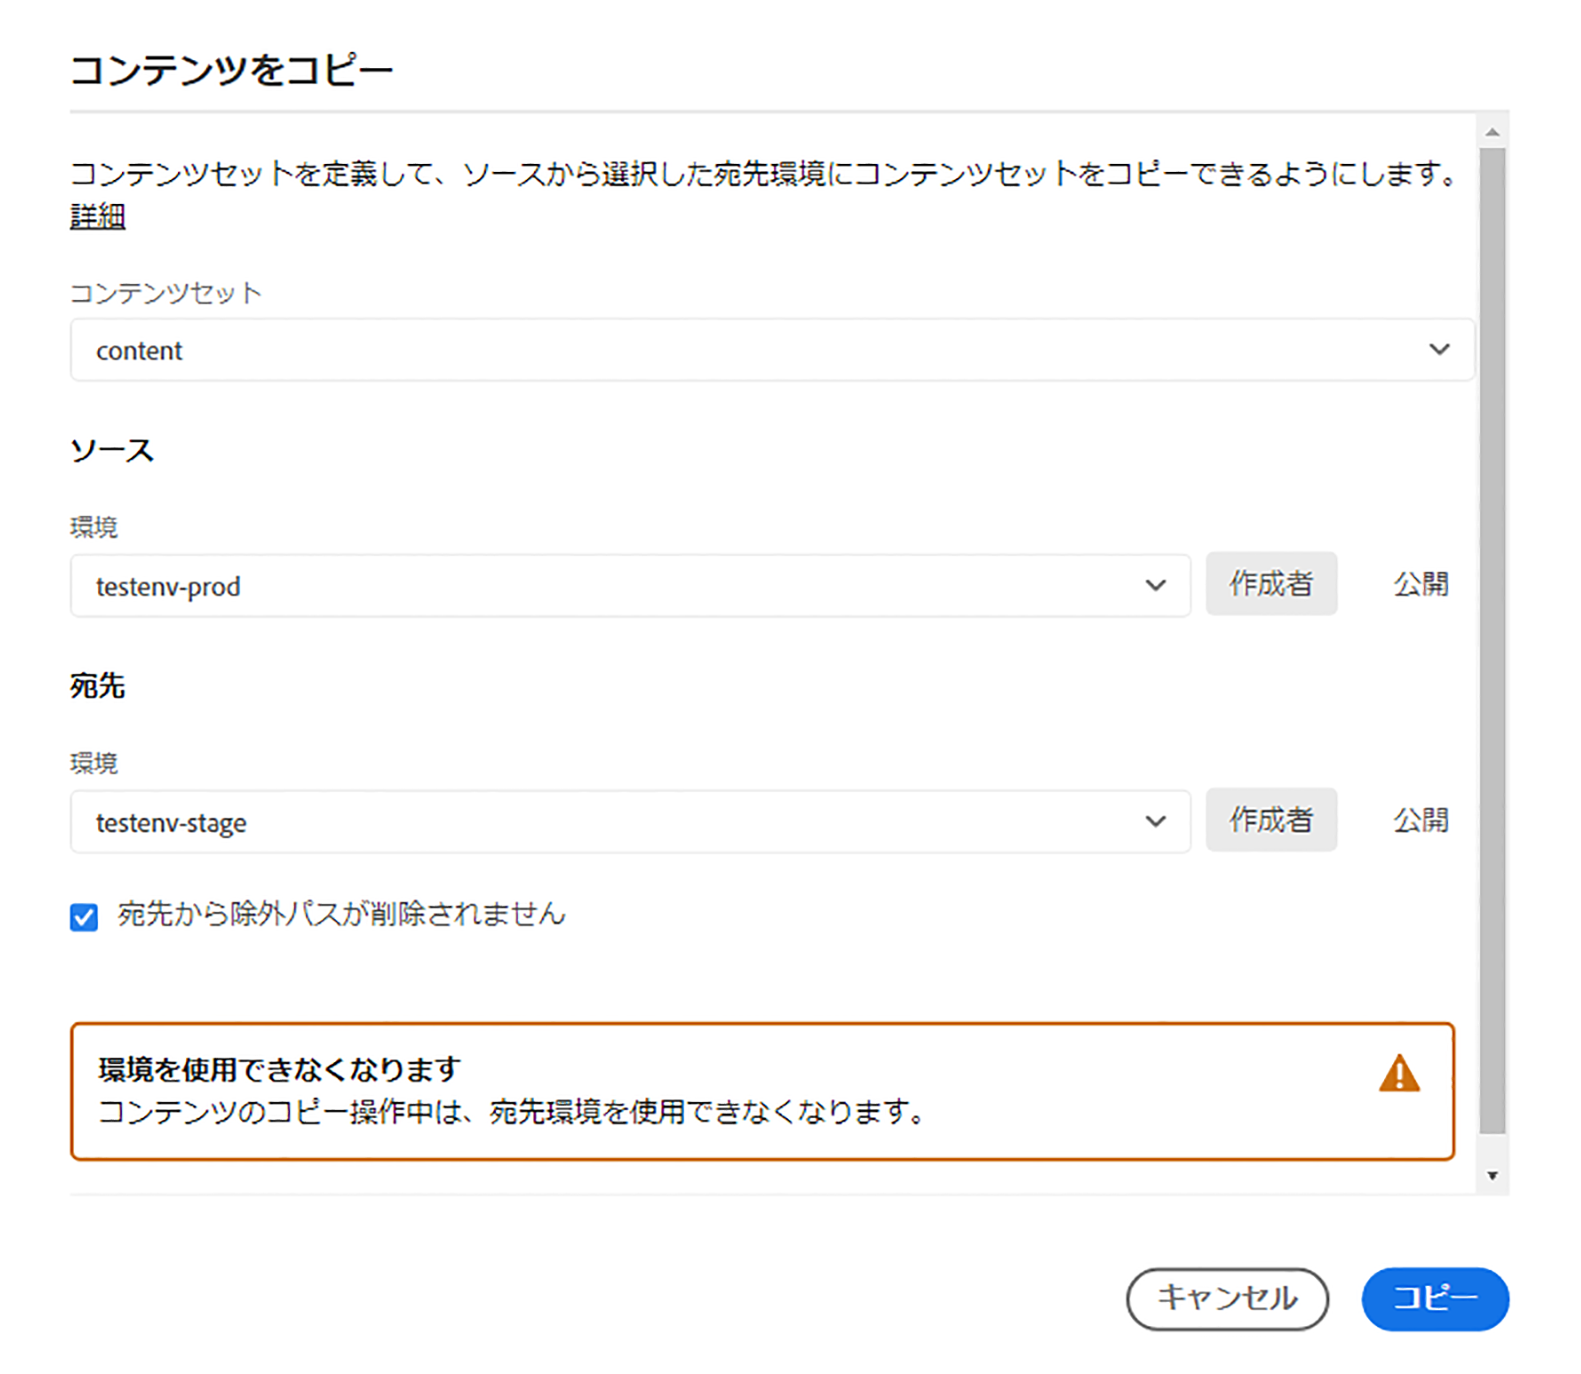 コンテンツをコピー
コンテンツセットを定義して、ソースから選択した宛先環境にコンテンツセットをコピーできるようにします。
詳細
コンテンツセット
content
ソース
環境
testenv-prod 作成者 公開
宛先
環境
testenv-stage 作成者 公開
宛先から除外パスが削除されません
環境を使用できなくなります
コンテンツのコピー操作中は、宛先環境を使用できなくなります。
キャンセル コピー